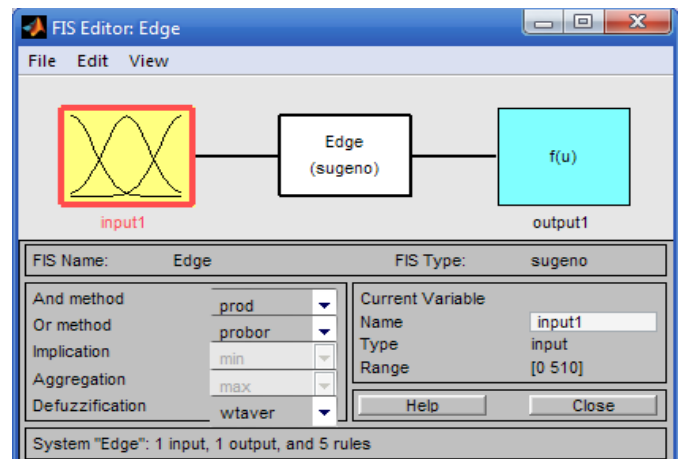 FIS Editor: Edge
File Edit View
Edge
(sugeno)
f(u)
input1
output1
FIS Name: Edge FIS Type: sugeno
And method prod
Or method probor
Implication min
Aggregation max
Defuzzification wtaver
Current Variable
Name input1
Type input
Range [0 510]
Help Close
System "Edge": 1 input, 1 output, and 5 rules